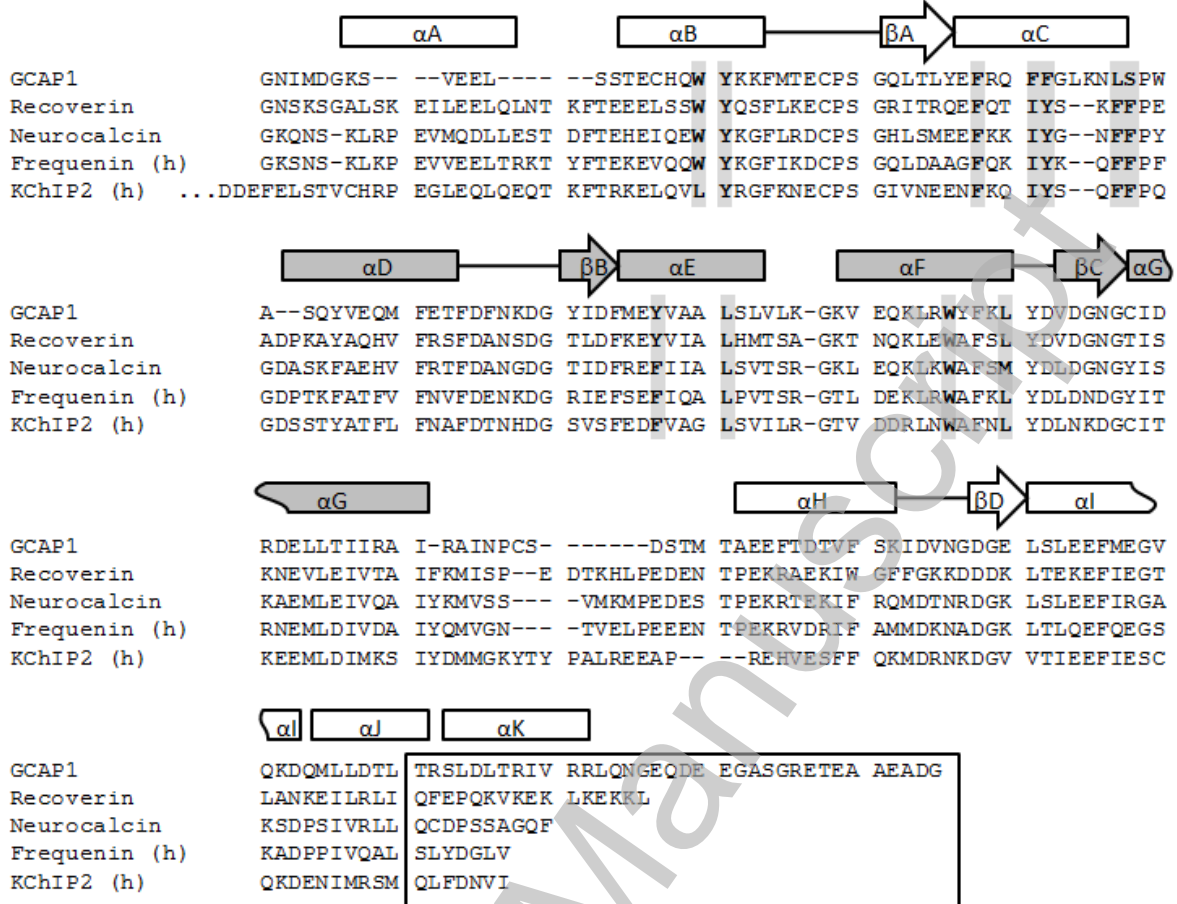 αA αB βA αC
GCAP1 GNIMDGKS-- --VEEL---- --SSTECHQW YKKFMTECPS GQLTLYEFRQ FFGLKNLSPW
Recoverin GNSKSGALSK EILEELQLNT KFTEEELSSW YQSFLKECPS GRITRQEFQT IYS--KFFPE
Neurocalcin GKQNS-KLRP EVMQDLLEST DFTEHEIQEW YKGFLRDCPS GHLSMEEFKK IYG--NFFPY
Frequenin (h) GKSNS-KLKP EVVEELTRKT YFTEKEVQQW YKGFIKDCPS GQLDAAGFQK IYK--QFFPF
KChIP2 (h) ...DDEFELSTVCHRP EGLEQLQEQT KFTRKELQVL YRGFKNECPS GIVNEENFKQ IYS--QFFPQ
αD βB αE αF βC αG
GCAP1 A--SQYVEQM FETFDFNKDG YIDFMEYVAA LSLVLK-GKV EQKLRWYFKL YDVDGNGCID
Recoverin ADPKAYAQHV FRSFDANSDG TLDFKEYVIA LHMTSA-GKT NQKLEWAFSL YDVDGNGTIS
Neurocalcin GDASKFAEHV FRTFDANGDG TIDFREFIIA LSVTSR-GKL EQKLKWAFSM YDLDGNGYIS
Frequenin (h) GDPTKFATFV FNVFDENKDG RIEFSEFIQA LPVTSR-GTL DEKLRWAFKL YDLDNDGYIT
KChIP2 (h) GDSSTYATFL FNAFDTNHDG SVSFEDFVAG LSVILR-GTV DDRLNWAFNL YDLNKDGCIT
αG αH βD αI
GCAP1 RDELLTIIRA I-RAINPCS- ------DSTM TAEEFTDTVF SKIDVNGDGE LSLEEFMEGV
Recoverin KNEVLEIVTA IFKMISP--E DTKHLPEDEN TPEKRAEKIW GFFGKKDDDK LTEKEFIEGT
Neurocalcin KAEMLEIVQA IYKMVSS--- -VMKMPEDES TPEKRTEKIF RQMDTNRDGK LSLEEFIRGA
Frequenin (h) RNEMLDIVDA IYQMVGN--- -TVELPEEEN TPEKRVDRIF AMMDKNADGK LTLQEFQEGS
KChIP2 (h) KEEMLDIMKS IYDMMGKYTY PALREEAP-- --REHVESFF QKMDRNKDGV VTIEEFIESC
αI αJ αK
GCAP1 QKDQMLLDTL TRSLDLTRIV RRLQNGEQDE EGASGRETEA AEADG
Recoverin LANKEILRLI QFEPQKVKEK LKEKKL
Neurocalcin KSDPSIVRLL QCDPSSAGQF
Frequenin (h) KADPPIVQAL SLYDGLV
KChIP2 (h) QKDENIMRSM QLFDNVI
Manuscript